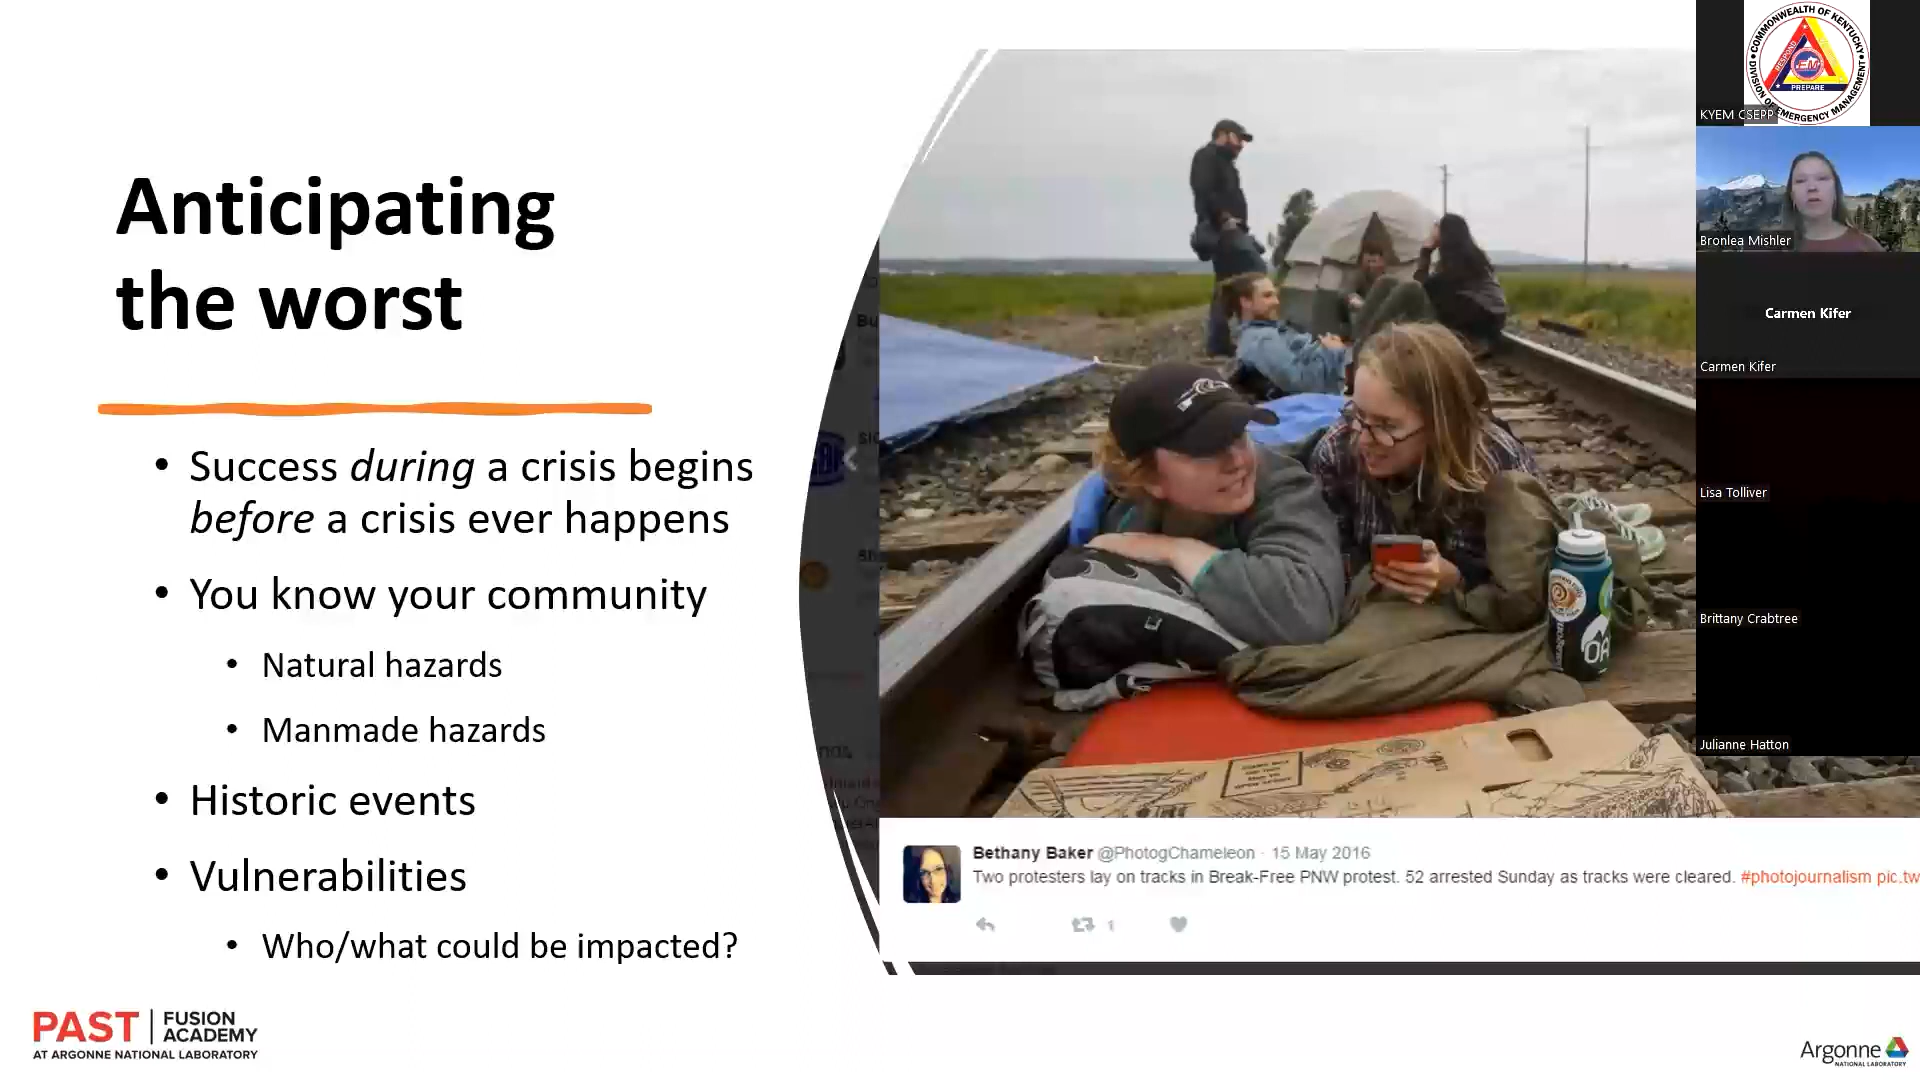 Anticipating
the worst
• Success during a crisis begins
before a crisis ever happens
• You know your community
• Natural hazards
• Manmade hazards
• Historic events
• Vulnerabilities
• Who/what could be impacted?
PAST | FUSION
ACADEMY
AT ARGONNE NATIONAL LABORATORY
Bethany Baker @PhotogChameleon · 15 May 2016
Two protesters lay on tracks in Break-Free PNW protest. 52 arrested Sunday as tracks were cleared. #photojournalism pic.tw
1
COMMONWEALTH OF KENTUCKY
DIVISION OF EMERGENCY MANAGEMENT
RESPOND
EM
PREPARE
KYEM CSEPP
Bronlea Mishler
Carmen Kifer
Carmen Kifer
Lisa Tolliver
Brittany Crabtree
Julianne Hatton
Argonne
NATIONAL LABORATORY